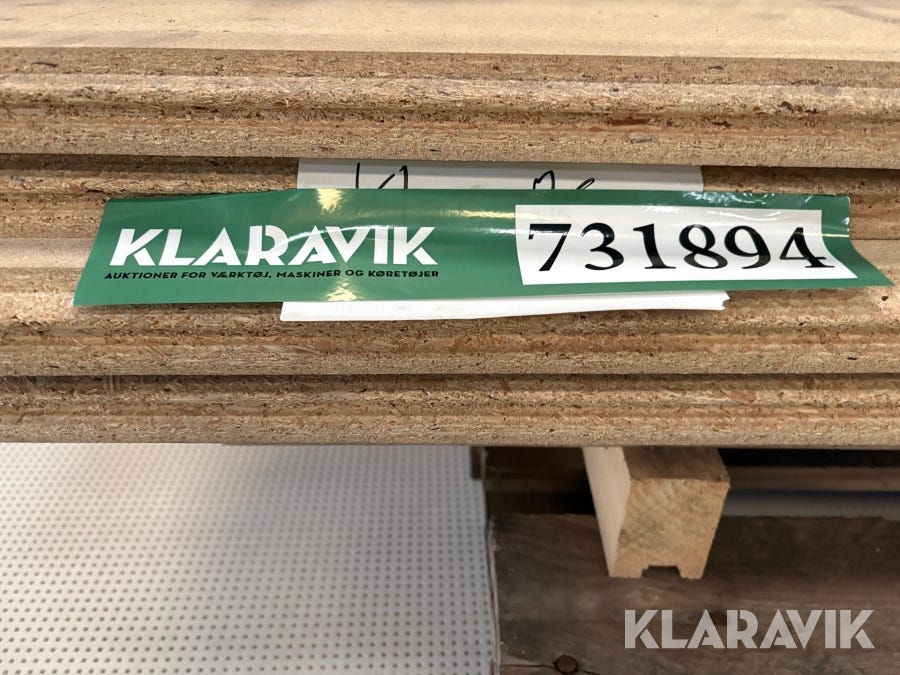 KLARAVIK
AUKTIONER FOR VÆRKTØJ, MASKINER OG KØRETØJER
731894
KLARAVIK